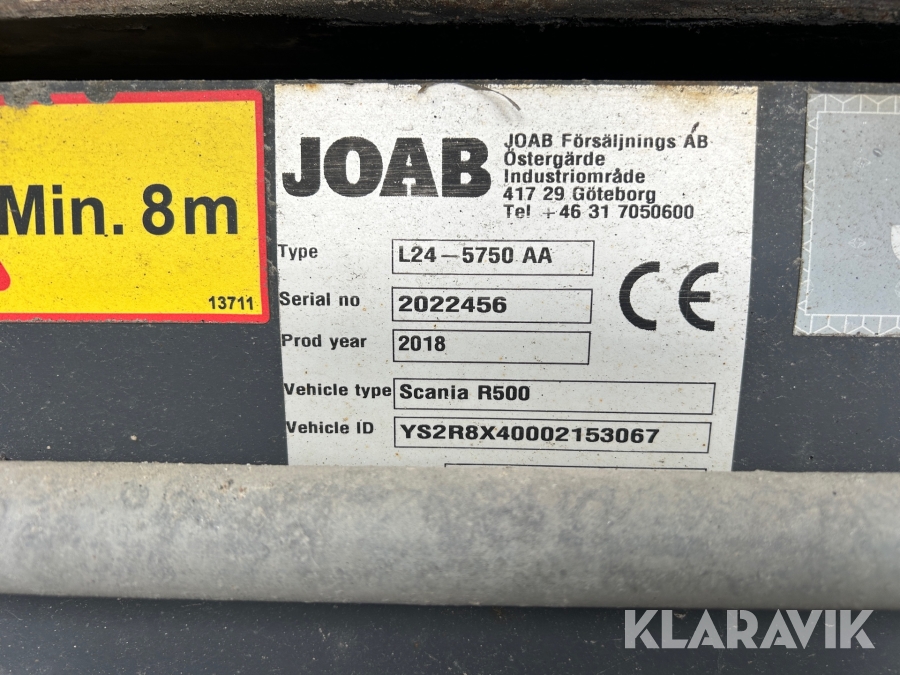 Min. 8m
13711
JOAB
JOAB Försäljnings AB
Östergärde
Industriområde
417 29 Göteborg
Tel +46 31 7050600
Type L24-5750 AA
Serial no 2022456
Prod year 2018
CE
Vehicle type Scania R500
Vehicle ID YS2R8X40002153067
KLARAVIK